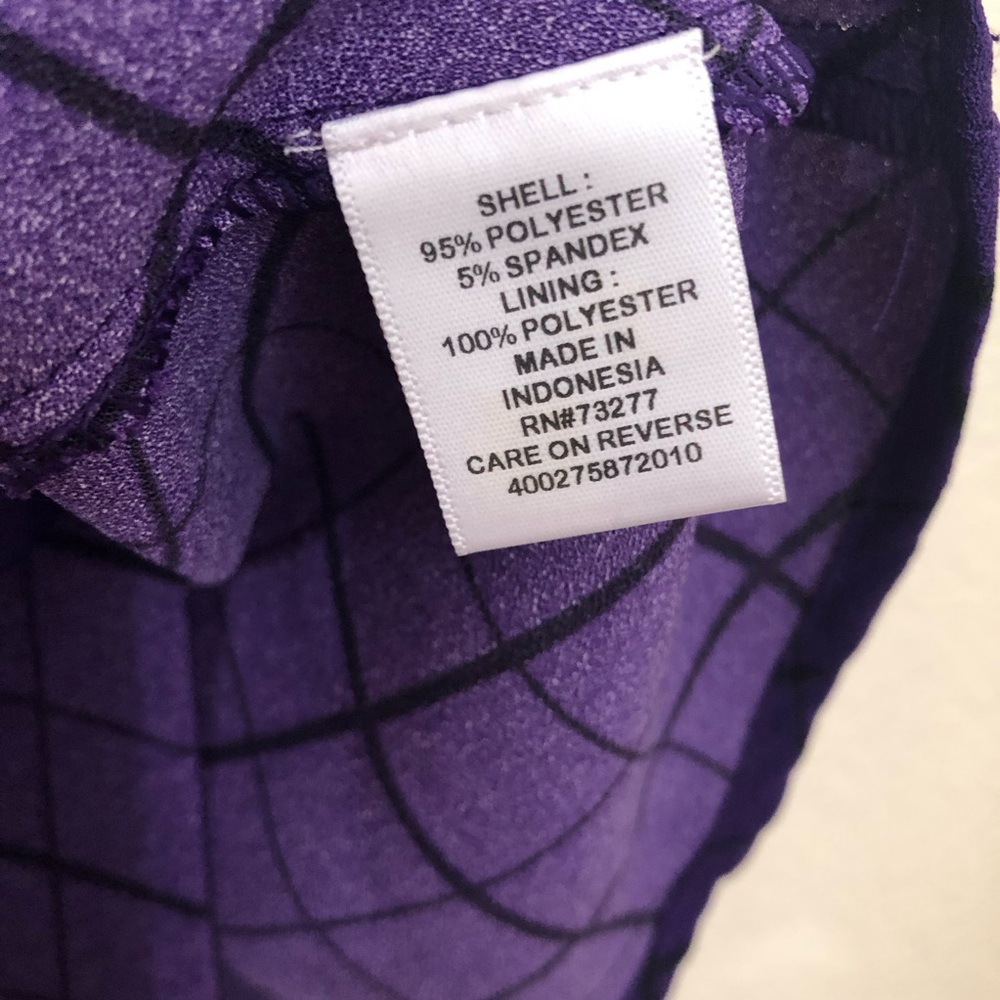 SHELL :
95% POLYESTER
5% SPANDEX
LINING :
100% POLYESTER
MADE IN
INDONESIA
RN#73277
CARE ON REVERSE
400275872010